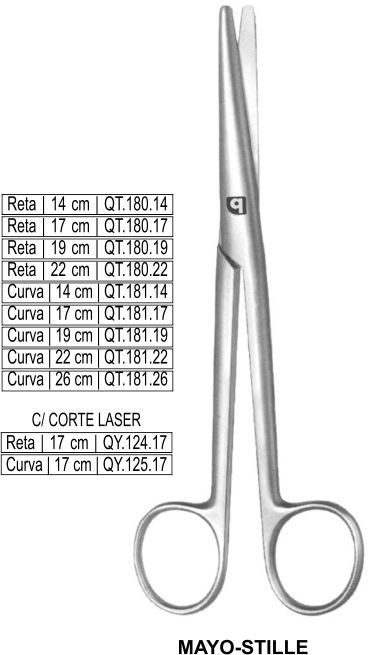 Reta | 14 cm | QT.180.14
Reta | 17 cm | QT.180.17
Reta | 19 cm | QT.180.19
Reta | 22 cm | QT.180.22
Curva | 14 cm | QT.181.14
Curva | 17 cm | QT.181.17
Curva | 19 cm | QT.181.19
Curva | 22 cm | QT.181.22
Curva | 26 cm | QT.181.26
C/ CORTE LASER
Reta | 17 cm | QY.124.17
Curva | 17 cm | QY.125.17
MAYO-STILLE